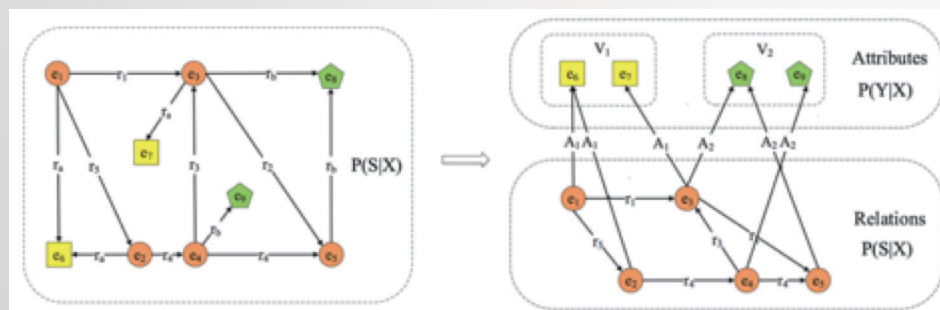 e1 r1 e3 rb e8
ra
e7
ra r5 r3 r2 rb
e9
rb
e6 ra e2 r4 e4 r4 e5
P(S|X)
V1 V2
e6 e7 e8 e9
Attributes
P(Y|X)
A1 A1 A1 A2 A2 A2
e1 r1 e3
r3 r3 r
e2 r4 e4 r4 e5
Relations
P(S|X)